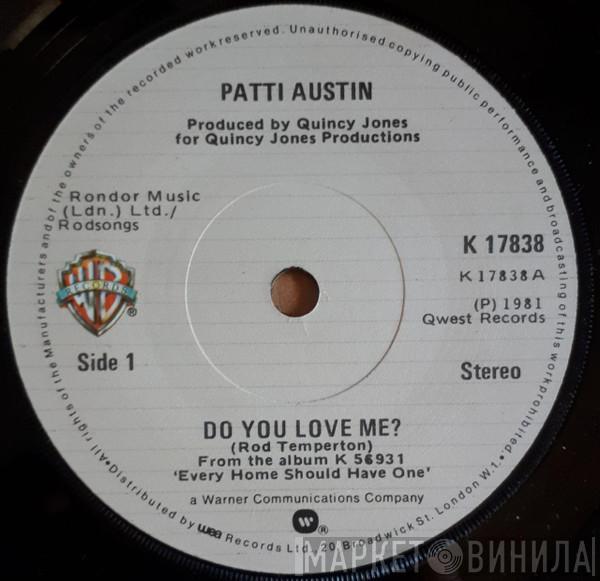 PATTI AUSTIN
Produced by Quincy Jones
for Quincy Jones Productions
Rondor Music
(Ldn.) Ltd./
Rodsongs
K 17838
K 17838 A
(P) 1981
Qwest Records
WB
RECORDS
®
Side 1
Stereo
DO YOU LOVE ME?
(Rod Temperton)
From the album K 56931
'Every Home Should Have One'
a Warner Communications Company
®
•All rights of the Manufacturers and of the owners of the recorded work reserved. Unauthorised copying public performance and broadcasting of this work prohibited.•
Distributed by wea Records Ltd., 20, Broadwick St. London W.1.
МАРКЕТ ВИНИЛА